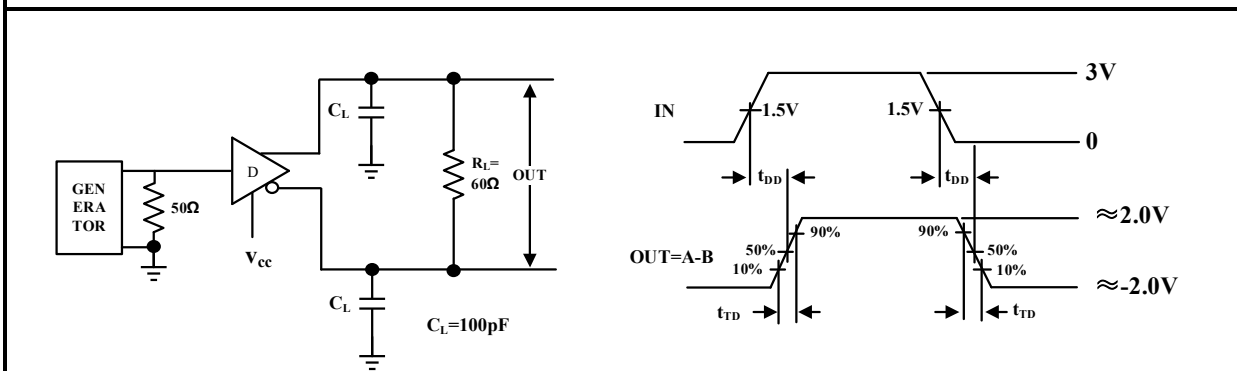 GEN
ERA
TOR
50Ω
D
Vcc
CL
CL
RL=
60Ω
OUT
CL=100pF
IN
1.5V
1.5V
3V
0
tDD
tDD
OUT=A-B
90%
50%
10%
90%
50%
10%
≈2.0V
≈-2.0V
tTD
tTD